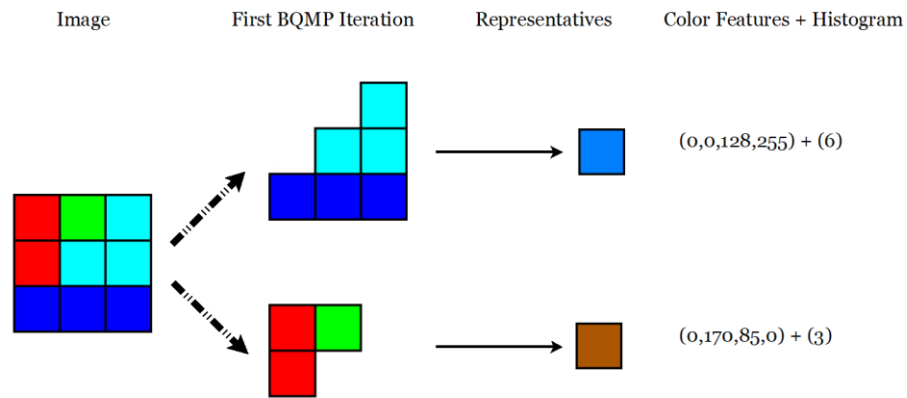 Image First BQMP Iteration Representatives Color Features + Histogram
(0,0,128,255) + (6)
(0,170,85,0) + (3)